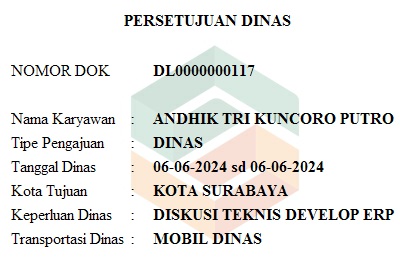 PERSETUJUAN DINAS
NOMOR DOK DL0000000117
Nama Karyawan : ANDHIK TRI KUNCORO PUTRO
Tipe Pengajuan : DINAS
Tanggal Dinas : 06-06-2024 sd 06-06-2024
Kota Tujuan : KOTA SURABAYA
Keperluan Dinas : DISKUSI TEKNIS DEVELOP ERP
Transportasi Dinas : MOBIL DINAS